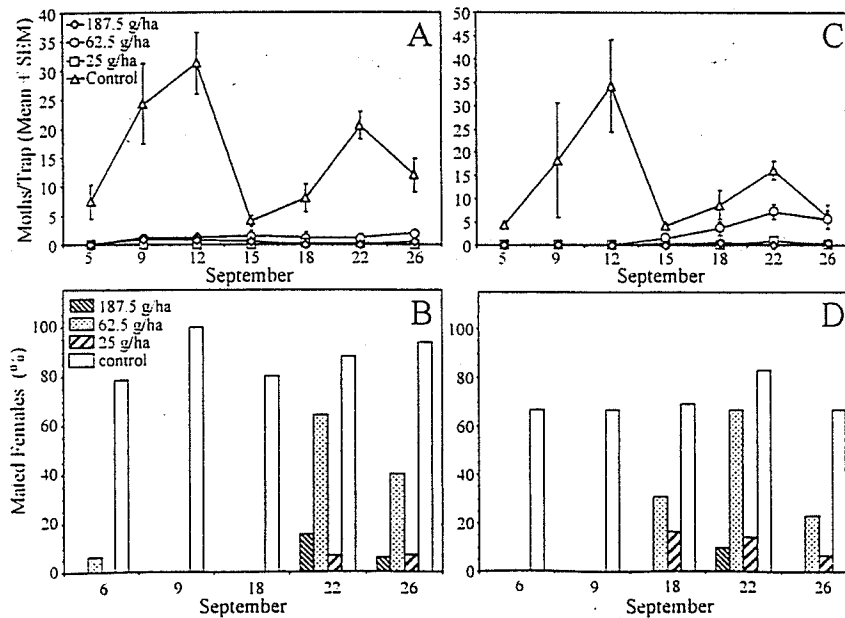 Moths/Trap (Mean + SEM)
40
35
30
25
20
15
10
5
0
187.5 g/ha
62.5 g/ha
25 g/ha
Control
A
5 9 12 15 18 22 26
September
50
45
40
35
30
25
20
15
10
5
0
C
5 9 12 15 18 22 26
September
Mated Females (%)
100
80
60
40
20
0
187.5 g/ha
62.5 g/ha
25 g/ha
control
B
6 9 18 22 26
September
100
80
60
40
20
0
D
6 9 18 22 26
September